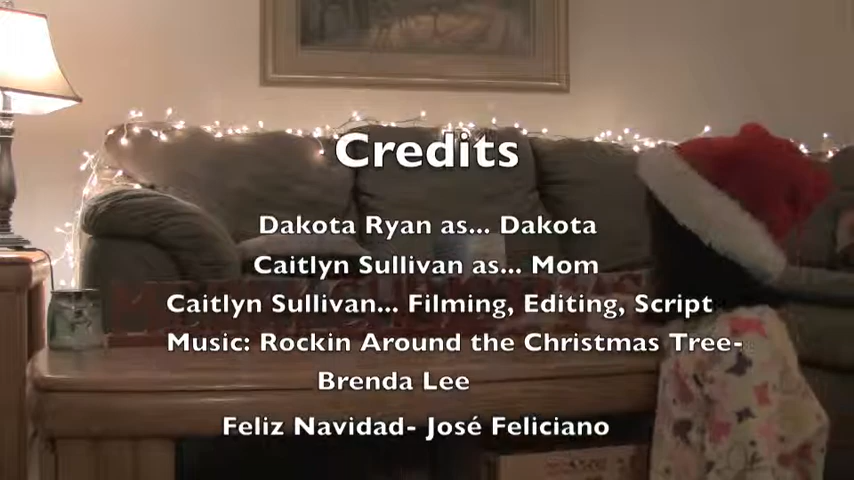 Credits
Dakota Ryan as... Dakota
Caitlyn Sullivan as... Mom
Caitlyn Sullivan... Filming, Editing, Script
Music: Rockin Around the Christmas Tree-
Brenda Lee
Feliz Navidad- José Feliciano